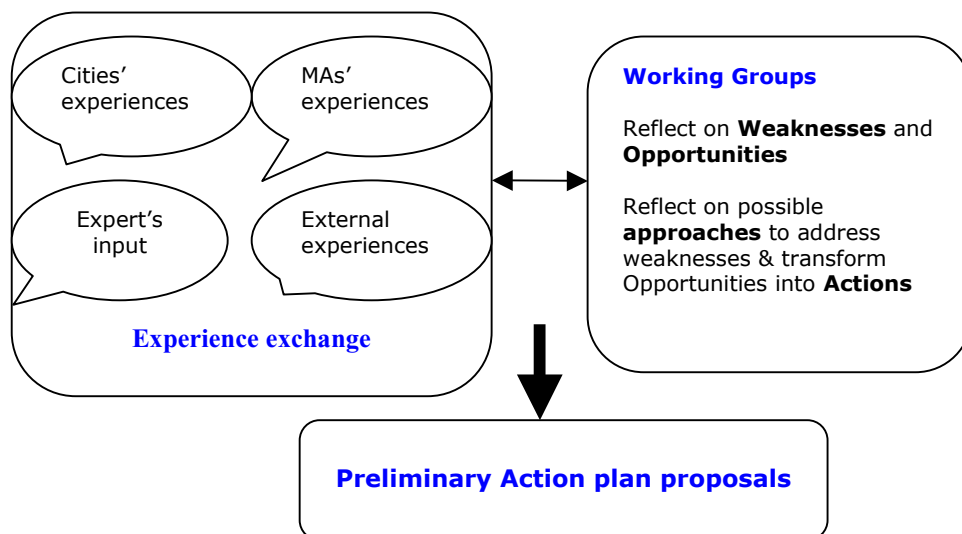 Cities’
experiences
MAs’
experiences
Expert’s
input
External
experiences
Experience exchange
Working Groups
Reflect on Weaknesses and
Opportunities
Reflect on possible
approaches to address
weaknesses & transform
Opportunities into Actions
Preliminary Action plan proposals